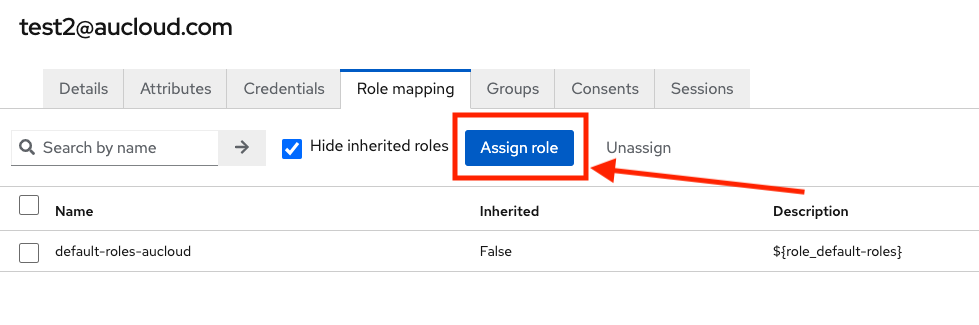 test2@aucloud.com
Details Attributes Credentials Role mapping Groups Consents Sessions
Search by name Hide inherited roles Assign role Unassign
Name Inherited Description
default-roles-aucloud False ${role_default-roles}